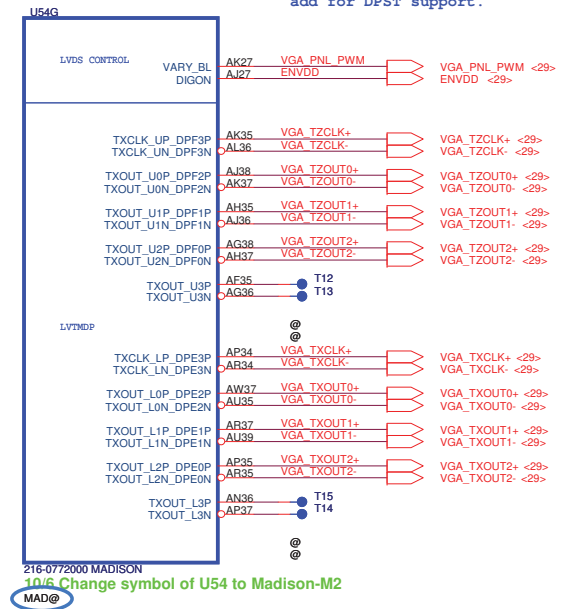 add for DPST support.
U54G
LVDS CONTROL
VARY_BL AK27 VGA_PNL_PWM VGA_PNL_PWM <29>
DIGON AJ27 ENVDD ENVDD <29>
TXCLK_UP_DPF3P AK35 VGA_TZCLK+ VGA_TZCLK+ <29>
TXCLK_UN_DPF3N AL36 VGA_TZCLK- VGA_TZCLK- <29>
TXOUT_U0P_DPF2P AJ38 VGA_TZOUT0+ VGA_TZOUT0+ <29>
TXOUT_U0N_DPF2N AK37 VGA_TZOUT0- VGA_TZOUT0- <29>
TXOUT_U1P_DPF1P AH35 VGA_TZOUT1+ VGA_TZOUT1+ <29>
TXOUT_U1N_DPF1N AJ36 VGA_TZOUT1- VGA_TZOUT1- <29>
TXOUT_U2P_DPF0P AG38 VGA_TZOUT2+ VGA_TZOUT2+ <29>
TXOUT_U2N_DPF0N AH37 VGA_TZOUT2- VGA_TZOUT2- <29>
TXOUT_U3P AF35 T12
TXOUT_U3N AG36 T13
@
@
LVTMDP
TXCLK_LP_DPE3P AP34 VGA_TXCLK+ VGA_TXCLK+ <29>
TXCLK_LN_DPE3N AR34 VGA_TXCLK- VGA_TXCLK- <29>
TXOUT_L0P_DPE2P AW37 VGA_TXOUT0+ VGA_TXOUT0+ <29>
TXOUT_L0N_DPE2N AU35 VGA_TXOUT0- VGA_TXOUT0- <29>
TXOUT_L1P_DPE1P AR37 VGA_TXOUT1+ VGA_TXOUT1+ <29>
TXOUT_L1N_DPE1N AU39 VGA_TXOUT1- VGA_TXOUT1- <29>
TXOUT_L2P_DPE0P AP35 VGA_TXOUT2+ VGA_TXOUT2+ <29>
TXOUT_L2N_DPE0N AR35 VGA_TXOUT2- VGA_TXOUT2- <29>
TXOUT_L3P AN36 T15
TXOUT_L3N AP37 T14
@
@
216-0772000 MADISON
10/6 Change symbol of U54 to Madison-M2
MAD@